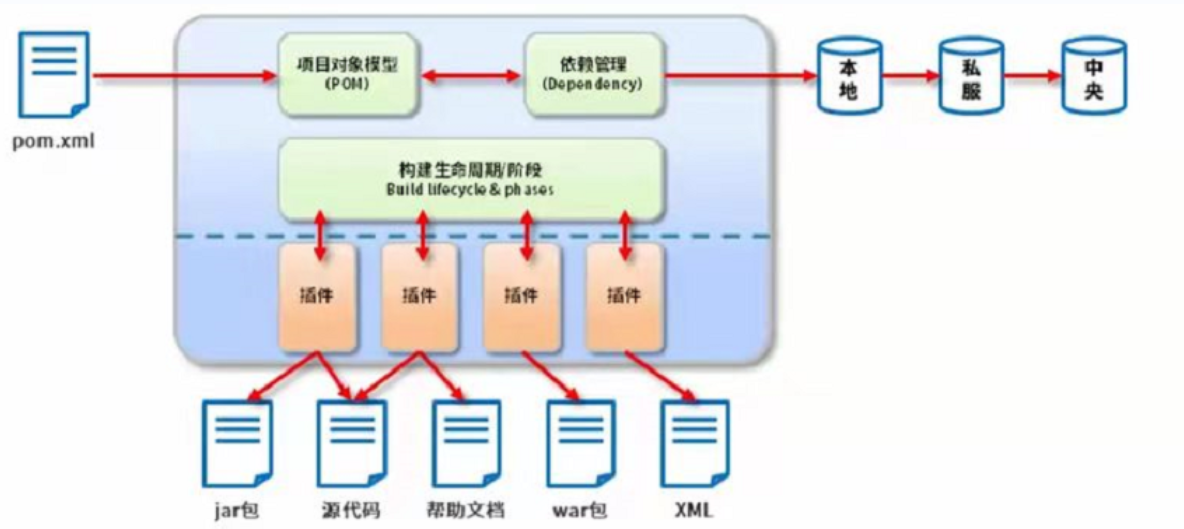 pom.xml
项目对象模型
(POM)
依赖管理
(Dependency)
本地
私服
中央
构建生命周期/阶段
Build lifecycle & phases
插件
插件
插件
插件
jar包
源代码
帮助文档
war包
XML